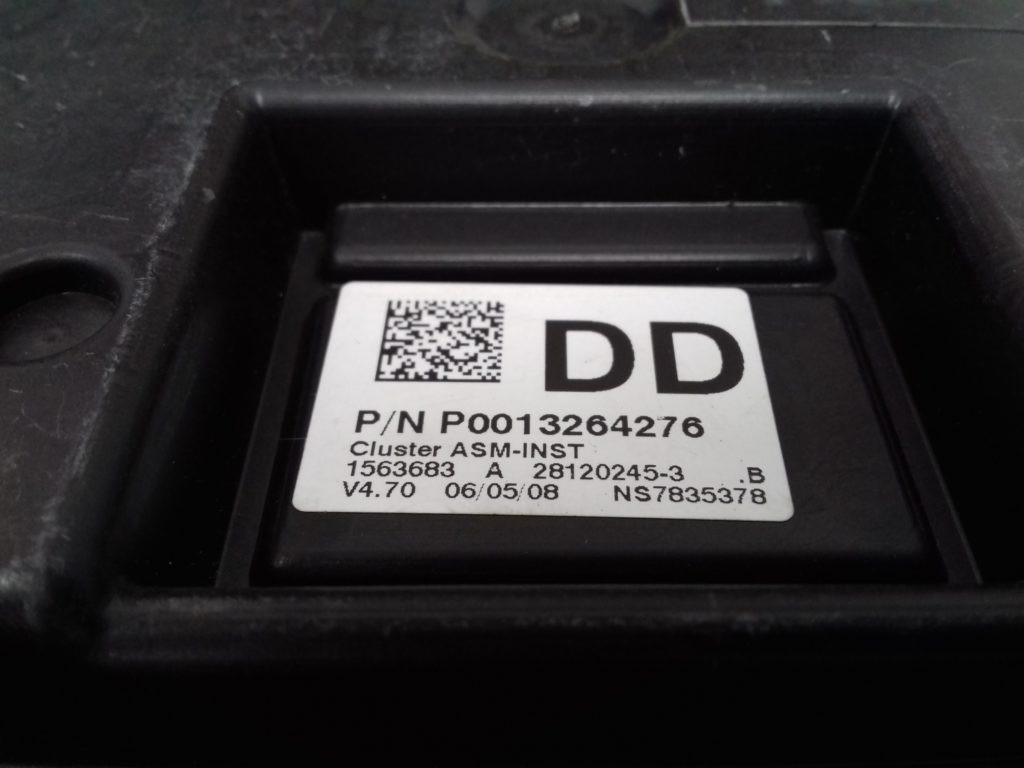 DD
P/N P0013264276
Cluster ASM-INST
1563683 A 28120245-3 .B
V4.70 06/05/08 NS7835378